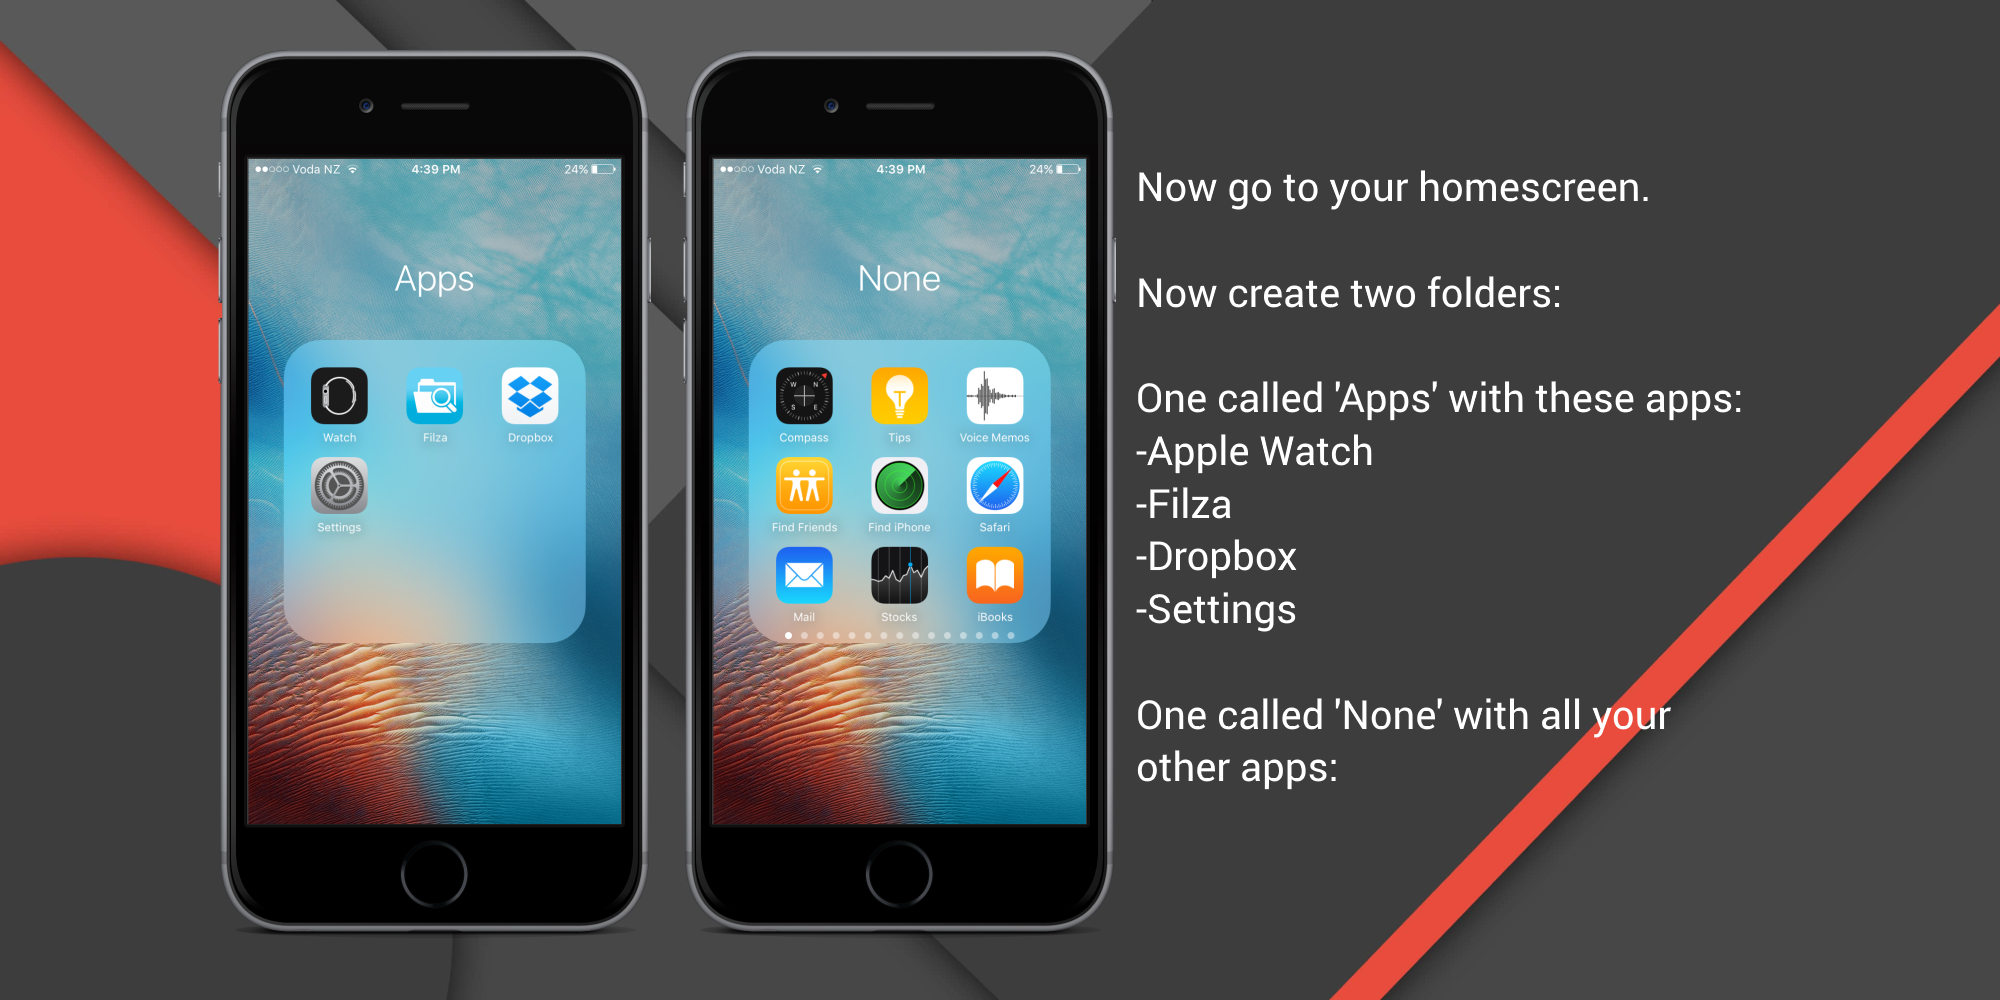 Voda NZ 4:39 PM 24%
Apps
Watch Filza Dropbox
Settings
Voda NZ 4:39 PM 24%
None
W N
S E
Compass Tips Voice Memos
Find Friends Find iPhone Safari
Mail Stocks iBooks
Now go to your homescreen.
Now create two folders:
One called 'Apps' with these apps:
-Apple Watch
-Filza
-Dropbox
-Settings
One called 'None' with all your
other apps: